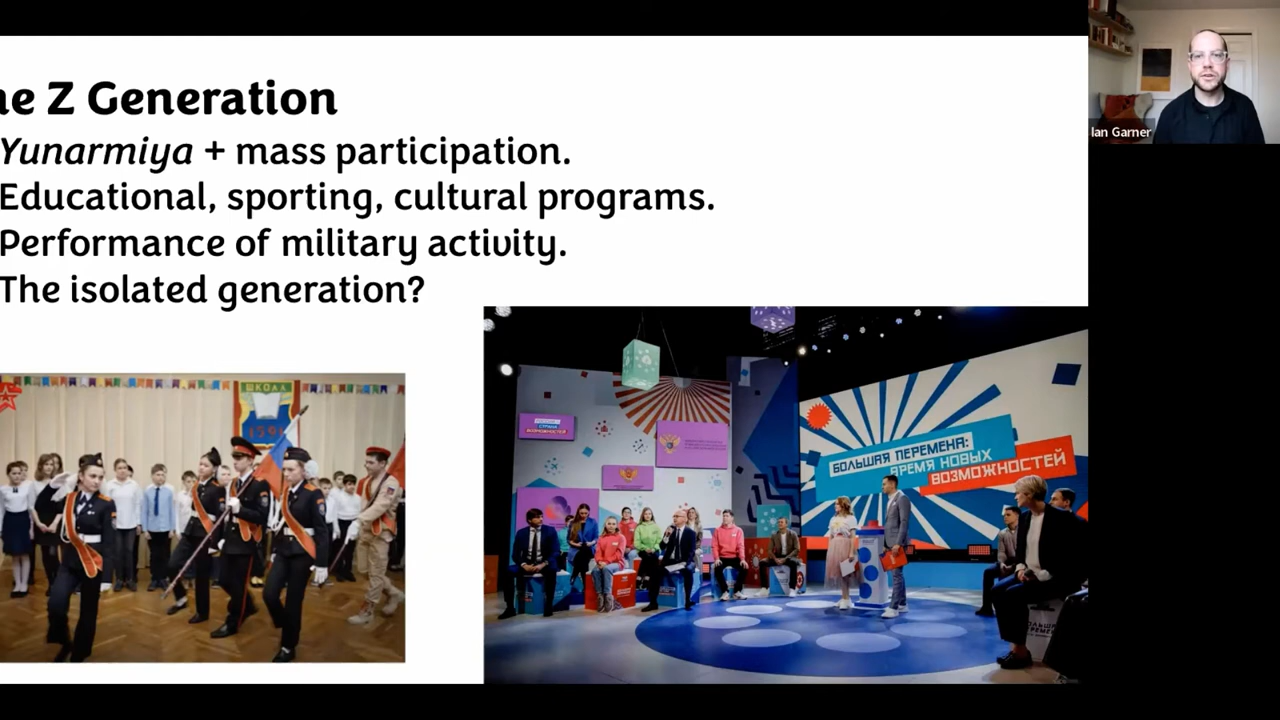 ne Z Generation
Yunarmiya + mass participation.
Educational, sporting, cultural programs.
Performance of military activity.
The isolated generation?
Ian Garner
ШКОЛА
БОЛЬШАЯ ПЕРЕМЕНА:
ВРЕМЯ НОВЫХ
ВОЗМОЖНОСТЕЙ